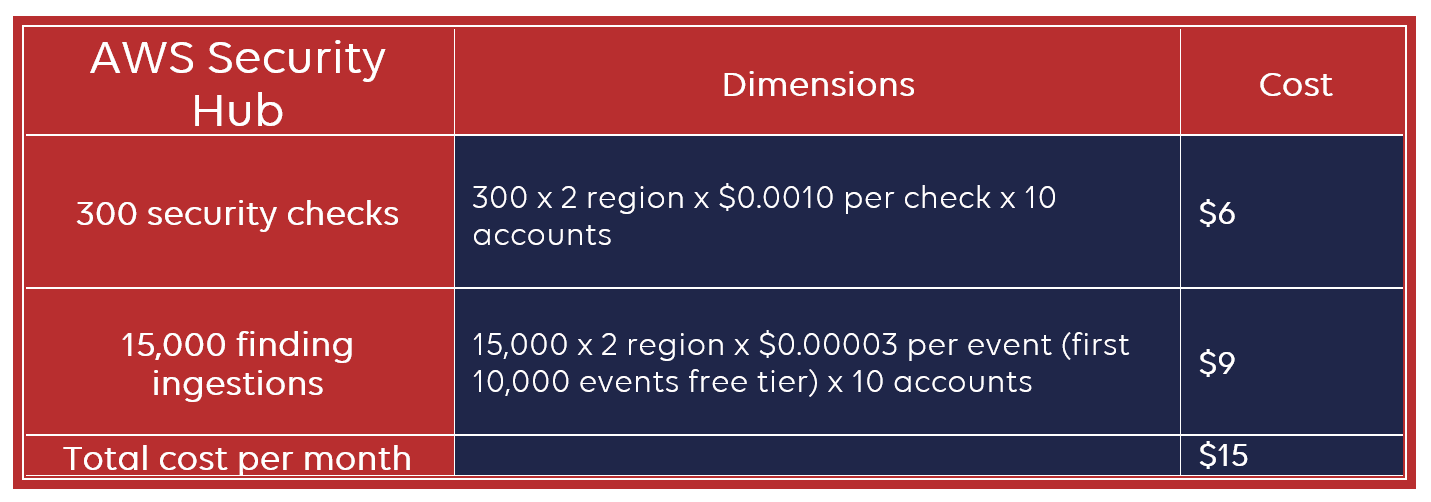 AWS Security
Hub
Dimensions
Cost
300 security checks
300 x 2 region x $0.0010 per check x 10
accounts
$6
15,000 finding
ingestions
15,000 x 2 region x $0.00003 per event (first
10,000 events free tier) x 10 accounts
$9
Total cost per month
$15